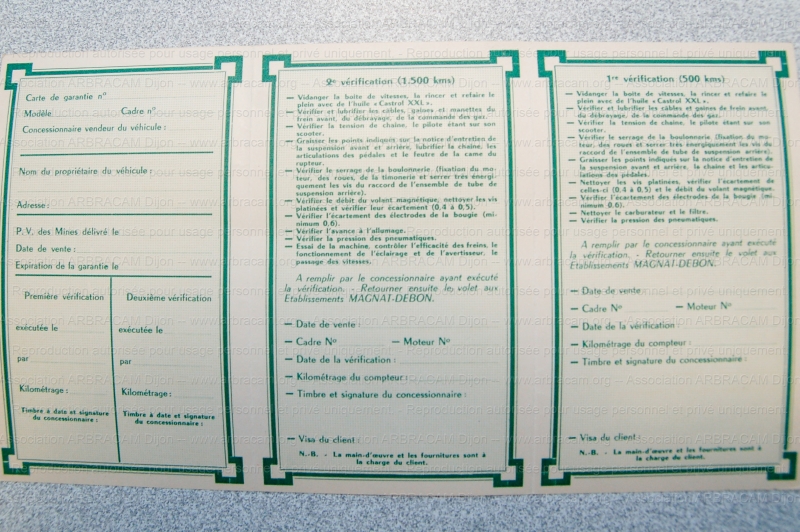 Carte de garantie nº
Modèle Cadre nº
Concessionnaire vendeur du véhicule :
Nom du propriétaire du véhicule :
Adresse :
P. V. des Mines délivré le
Date de vente :
Expiration de la garantie le
Première vérification
exécutée le
par
Kilométrage :
Timbre à date et signature
du concessionnaire :
Deuxième vérification
exécutée le
par
Kilométrage :
Timbre à date et signature
du concessionnaire :
2e vérification (1.500 kms)
— Vidanger la boîte de vitesses, la rincer et refaire le
plein avec de l'huile « Castrol XXL ».
— Vérifier et lubrifier les câbles, gaines et manettes du
frein avant, du débrayage, de la commande des gaz.
— Vérifier la tension de chaîne, le pilote étant sur son
scooter.
— Graisser les points indiqués sur la notice d'entretien de
la suspension avant et arrière, lubrifier la chaîne, les
articulations des pédales et le feutre de la came du
rupteur.
— Vérifier le serrage de la boulonnerie. (fixation du mo-
teur, des roues, de la timonerie et serrer très énergi-
quement les vis du raccord de l'ensemble de tube de
suspension arrière).
— Vérifier le débit du volant magnétique, nettoyer les vis
platinées et vérifier leur écartement (0,4 à 0,5).
— Vérifier l'écartement des électrodes de la bougie (mi-
nimum 0,6).
— Vérifier l'avance à l'allumage.
— Vérifier la pression des pneumatiques.
— Essai de la machine, contrôler l'efficacité des freins, le
fonctionnement de l'éclairage et de l'avertisseur, le
passage des vitesses.
A remplir par le concessionnaire ayant exécuté
la vérification. - Retourner ensuite le volet aux
Etablissements MAGNAT-DEBON.
— Date de vente :
— Cadre Nº — Moteur Nº
— Date de la vérification :
— Kilométrage du compteur :
— Timbre et signature du concessionnaire :
— Visa du client :
N.-B. - La main-d'œuvre et les fournitures sont à
la charge du client.
1re vérification (500 kms)
— Vidanger la boîte de vitesses, la rincer et refaire le
plein avec de l'huile « Castrol XXL ».
— Vérifier et lubrifier les câbles et gaines de frein avant,
du débrayage, de la commande des gaz.
— Vérifier la tension de chaîne, le pilote étant sur son
scooter.
— Vérifier le serrage de la boulonnerie. (fixation du mo-
teur, des roues et serrer très énergiquement les vis du
raccord de l'ensemble de tube de suspension arrière).
— Graisser les points indiqués sur la notice d'entretien de
la suspension avant et arrière, la chaîne et les articu-
lations des pédales.
— Nettoyer les vis platinées, vérifier l'écartement de
celles-ci (0,4 à 0,5) et le débit du volant magnétique.
— Vérifier l'écartement des électrodes de la bougie (mi-
nimum 0,6).
— Nettoyer le carburateur et le filtre.
— Vérifier la pression des pneumatiques.
A remplir par le concessionnaire ayant exécuté
la vérification. - Retourner ensuite le volet aux
Etablissements MAGNAT-DEBON.
— Date de vente
— Cadre Nº — Moteur Nº
— Date de la vérification :
— Kilométrage du compteur :
— Timbre et signature du concessionnaire :
— Visa du client :
N.-B. - La main-d'œuvre et les fournitures sont à
la charge du client.